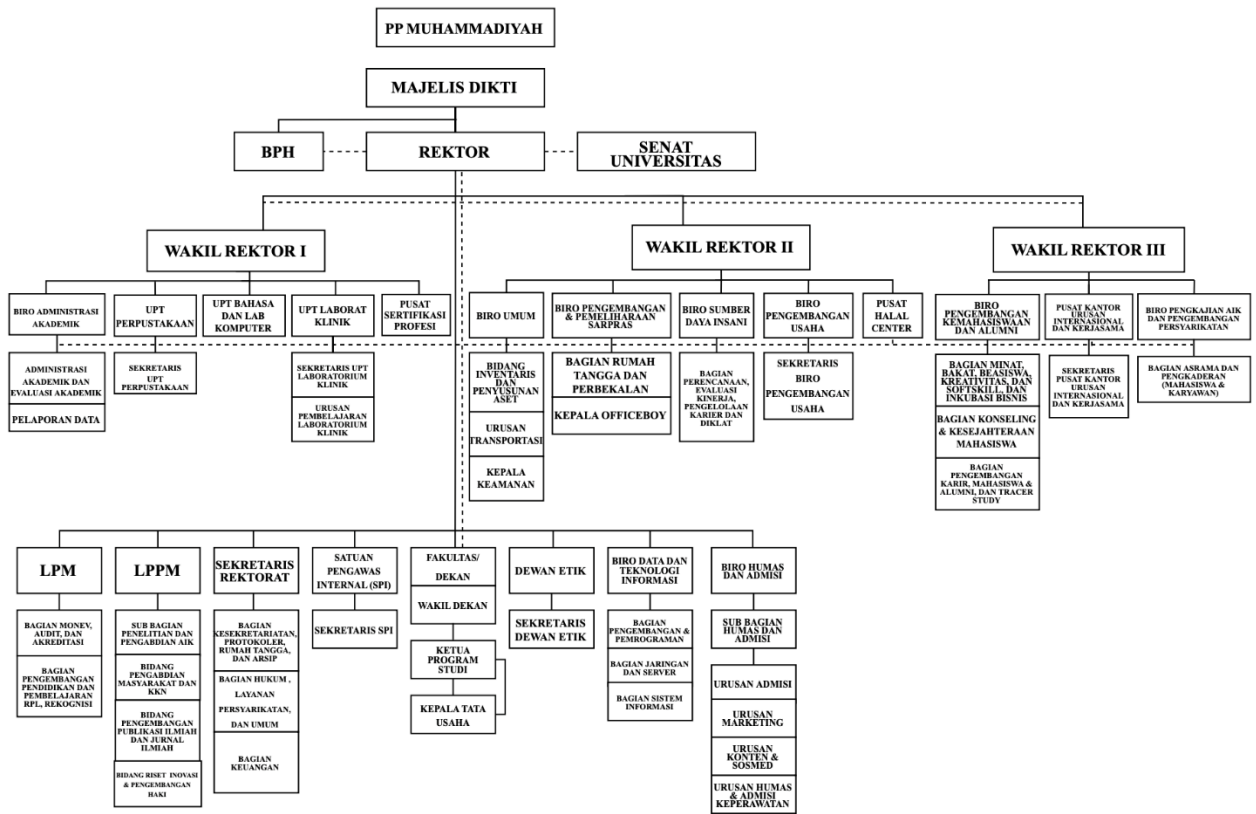 PP MUHAMMADIYAH
MAJELIS DIKTI
BPH
REKTOR
SENAT
UNIVERSITAS
WAKIL REKTOR I
WAKIL REKTOR II
WAKIL REKTOR III
BIRO ADMINISTRASI
AKADEMIK
UPT
PERPUSTAKAAN
UPT BAHASA
DAN LAB
KOMPUTER
UPT LABORAT
KLINIK
PUSAT
SERTIFIKASI
PROFESI
BIRO UMUM
BIRO PENGEMBANGAN
& PEMELIHARAAN
SARPRAS
BIRO SUMBER
DAYA INSANI
BIRO
PENGEMBANGAN
USAHA
PUSAT
HALAL
CENTER
BIRO
PENGEMBANGAN
KEMAHASISWAAN
DAN ALUMNI
PUSAT KANTOR
URUSAN
INTERNASIONAL
DAN KERJASAMA
BIRO PENGKAJIAN AIK
DAN PENGEMBANGAN
PERSYARIKATAN
ADMINISTRASI
AKADEMIK DAN
EVALUASI AKADEMIK
PELAPORAN DATA
SEKRETARIS
UPT
PERPUSTAKAAN
SEKRETARIS UPT
LABORATORIUM
KLINIK
URUSAN
PEMBELAJARAN
LABORATORIUM KLINIK
BIDANG
INVENTARIS
DAN
PENYUSUNAN
ASET
URUSAN
TRANSPORTASI
KEPALA
KEAMANAN
BAGIAN RUMAH
TANGGA DAN
PERBEKALAN
KEPALA OFFICEBOY
BAGIAN
PERENCANAAN,
EVALUASI
KINERJA,
PENGELOLAAN
KARIER DAN
DIKLAT
SEKRETARIS
BIRO
PENGEMBANGAN
USAHA
BAGIAN MINAT,
BAKAT, BEASISWA,
KREATIVITAS, DAN
SOFTSKILL, DAN
INKUBASI BISNIS
BAGIAN KONSELING
& KESEJAHTERAAN
MAHASISWA
BAGIAN
PENGEMBANGAN
KARIR, MAHASISWA &
ALUMNI, DAN TRACER
STUDY
SEKRETARIS
PUSAT KANTOR
URUSAN
INTERNASIONAL
DAN KERJASAMA
BAGIAN ASRAMA DAN
PENGKADERAN
(MAHASISWA &
KARYAWAN)
LPM
BAGIAN MONEV,
AUDIT, DAN
AKREDITASI
BAGIAN
PENGEMBANGAN
PENDIDIKAN DAN
PEMBELAJARAN
RPL, REKOGNISI
LPPM
SUB BAGIAN
PENELITIAN DAN
PENGABDIAN AIK
BIDANG
PENGABDIAN
MASYARAKAT DAN
KKN
BIDANG
PENGEMBANGAN
PUBLIKASI ILMIAH
DAN JURNAL
ILMIAH
BIDANG RISET INOVASI
& PENGEMBANGAN
HAKI
SEKRETARIS
REKTORAT
BAGIAN
KESEKRETARIATAN,
PROTOKOLER,
RUMAH TANGGA,
DAN ARSIP
BAGIAN HUKUM ,
LAYANAN
PERSYARIKATAN,
DAN UMUM
BAGIAN
KEUANGAN
SATUAN
PENGAWAS
INTERNAL (SPI)
SEKRETARIS SPI
FAKULTAS/
DEKAN
WAKIL DEKAN
KETUA
PROGRAM
STUDI
KEPALA TATA
USAHA
DEWAN ETIK
SEKRETARIS
DEWAN ETIK
BIRO DATA DAN
TEKNOLOGI
INFORMASI
BAGIAN
PENGEMBANGAN &
PEMROGRAMAN
BAGIAN JARINGAN
DAN SERVER
BAGIAN SISTEM
INFORMASI
BIRO HUMAS
DAN ADMISI
SUB BAGIAN
HUMAS DAN
ADMISI
URUSAN ADMISI
URUSAN
MARKETING
URUSAN
KONTEN &
SOSMED
URUSAN HUMAS
& ADMISI
KEPERAWATAN